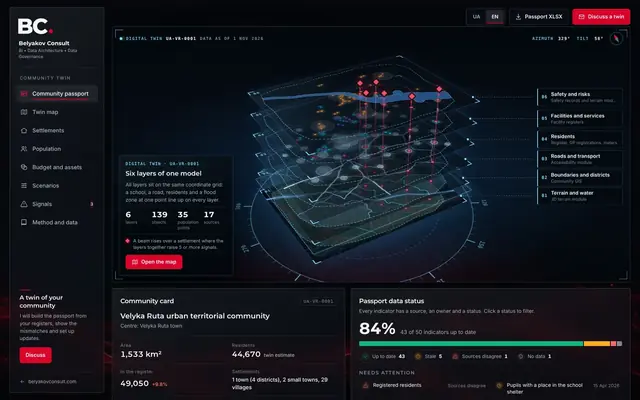 BC.
Belyakov Consult
AI • Data Architecture • Data
Governance
COMMUNITY TWIN
Community passport
Twin map
Settlements
Population
Budget and assets
Scenarios
Signals
Method and data
A twin of your
community
I will build the passport
from your registers, show the
mismatches and set up
updates.
Discuss
← belyakovconsult.com
UA EN
Passport XLSX
Discuss a twin
DIGITAL TWIN UA-VR-0001 DATA AS OF 1 NOV 2026
AZIMUTH 329° TILT 56°
06 Safety and risks
05 Facilities and services
Facility registers
04 Residents
03 Roads and transport
Accessibility module
02 Boundaries and districts
Community GIS
01 Terrain and water
3D terrain module
DIGITAL TWIN · UA-VR-0001
Six layers of one model
All layers sit on the same coordinate grid:
a school, a road, residents and a flood
zone at one point line up on every layer.
6 139 35 17
layers objects population points sources
A beam rises over a settlement where the
layers together raise 5 or more signals.
Open the map
Community card
UA-VR-0001
Velyka Ruta urban territorial community
Centre: Velyka Ruta town
Area
1,533 km²
Residents
44,670 twin estimate
In the register
49,050 +9.8%
Settlements
1 town (4 districts), 2 small towns, 29
villages
Passport data status
Every indicator has a source, an owner and a status. Click a status to filter.
84% 43 of 50 indicators up to date
Up to date 43
Stale 5
Sources disagree 1
No data 1
NEEDS ATTENTION
Registered residents
Sources disagree
Pupils with a place in the school
shelter
15 Apr 2026